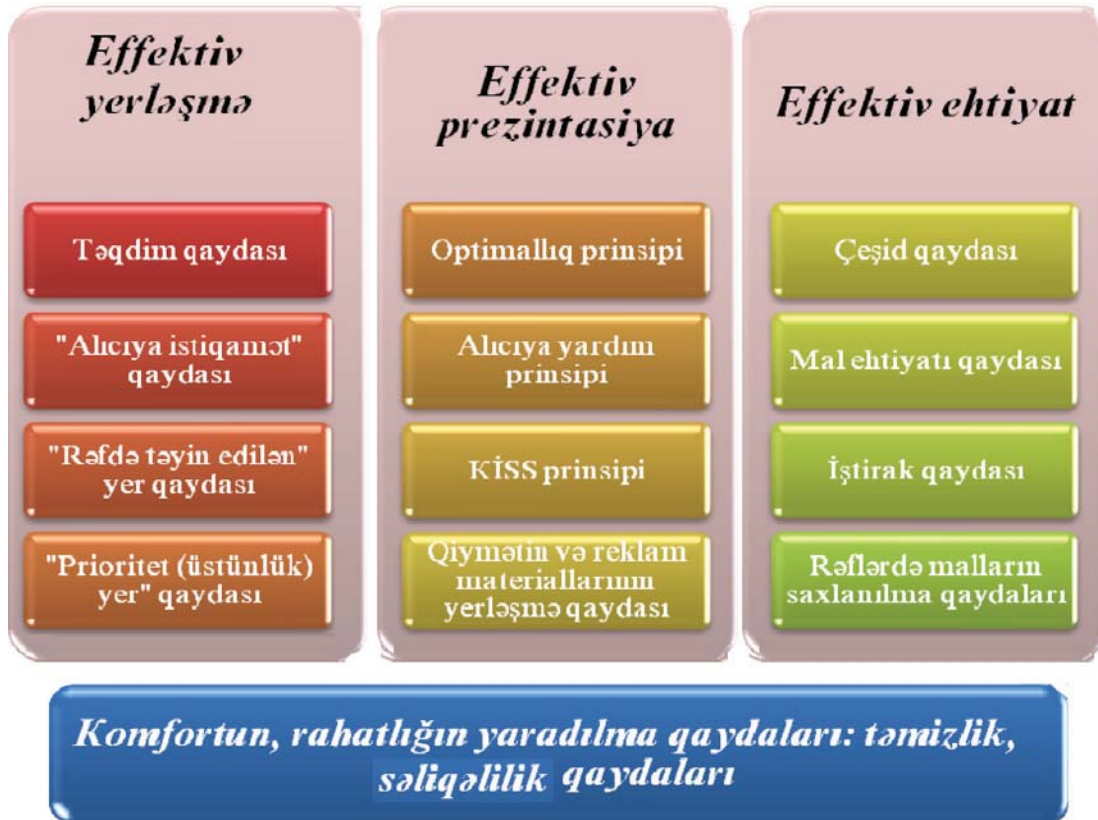 Effektiv
yerləşmə
Təqdim qaydası
"Alıcıya istiqamət"
qaydası
"Rəfdə təyin edilən"
yer qaydası
"Prioritet (üstünlük)
yer" qaydası
Effektiv
prezintasiya
Optimallıq prinsipi
Alıcıya yardım
prinsipi
KİSS prinsipi
Qiymətin və reklam
materiallarının
yerləşmə qaydası
Effektiv ehtiyat
Çeşid qaydası
Mal ehtiyatı qaydası
İştirak qaydası
Rəflərdə malların
saxlanılma qaydaları
Komfortun, rahatlığın yaradılma qaydaları: təmizlik,
səliqəlilik qaydaları